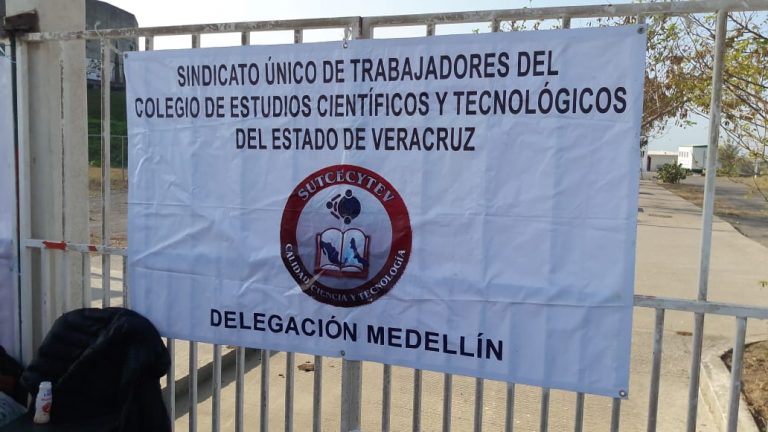 SINDICATO ÚNICO DE TRABAJADORES DEL
COLEGIO DE ESTUDIOS CIENTÍFICOS Y TECNOLÓGICOS
DEL ESTADO DE VERACRUZ
SUTCECYTEV
CALIDAD, CIENCIA Y TECNOLOGÍA
DELEGACIÓN MEDELLÍN